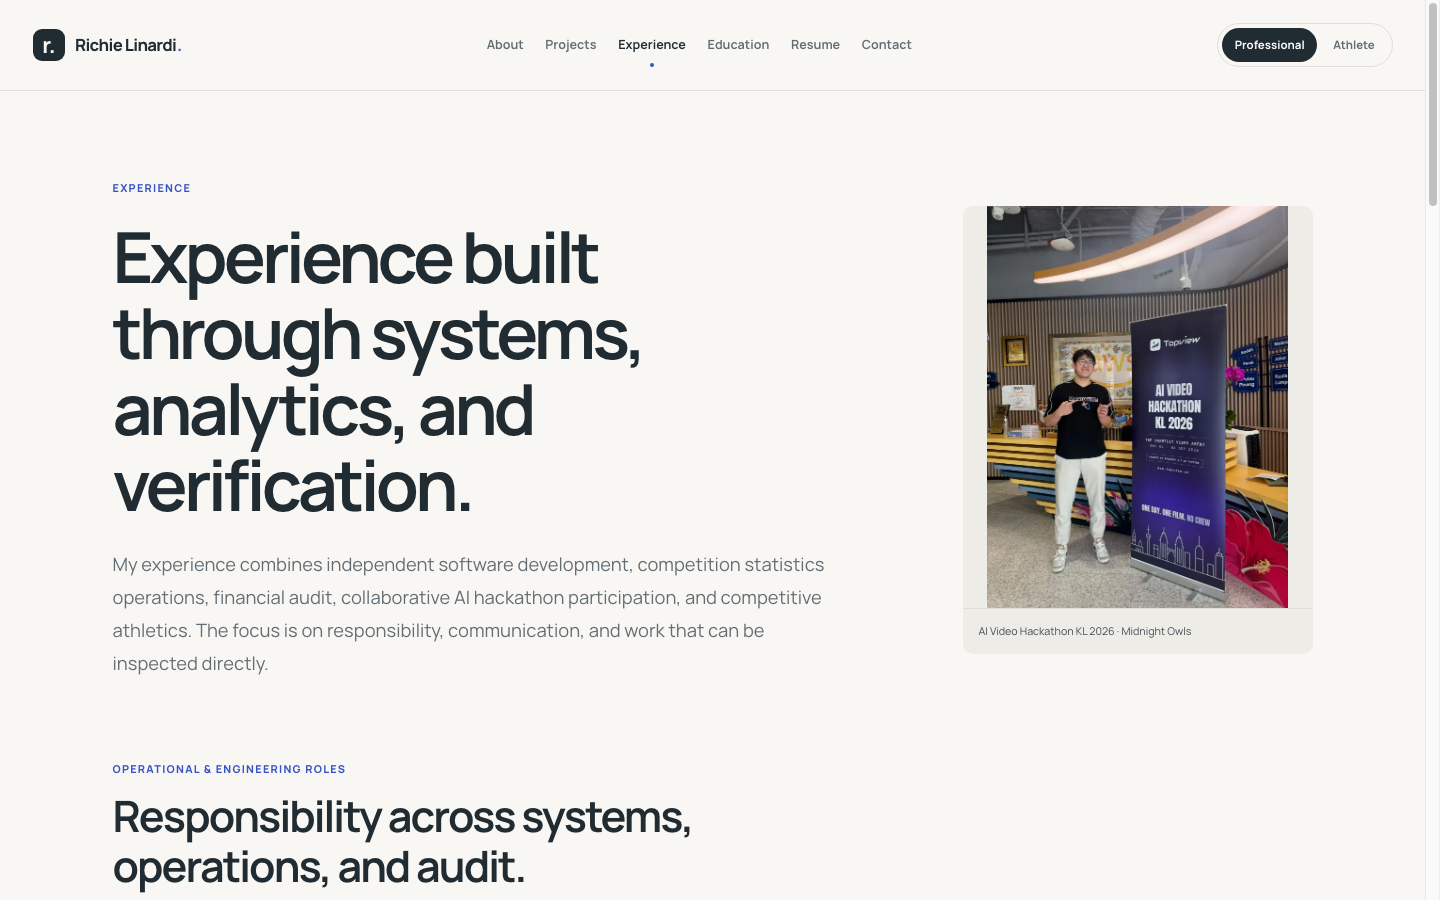 r. Richie Linardi.
About Projects Experience Education Resume Contact
Professional Athlete
EXPERIENCE
Experience built
through systems,
analytics, and
verification.
My experience combines independent software development, competition statistics
operations, financial audit, collaborative AI hackathon participation, and competitive
athletics. The focus is on responsibility, communication, and work that can be
inspected directly.
Topview
AI VIDEO
HACKATHON
KL 2026
ONE DAY. ONE FILM. NO CREW
AI Video Hackathon KL 2026 · Midnight Owls
OPERATIONAL & ENGINEERING ROLES
Responsibility across systems,
operations, and audit.